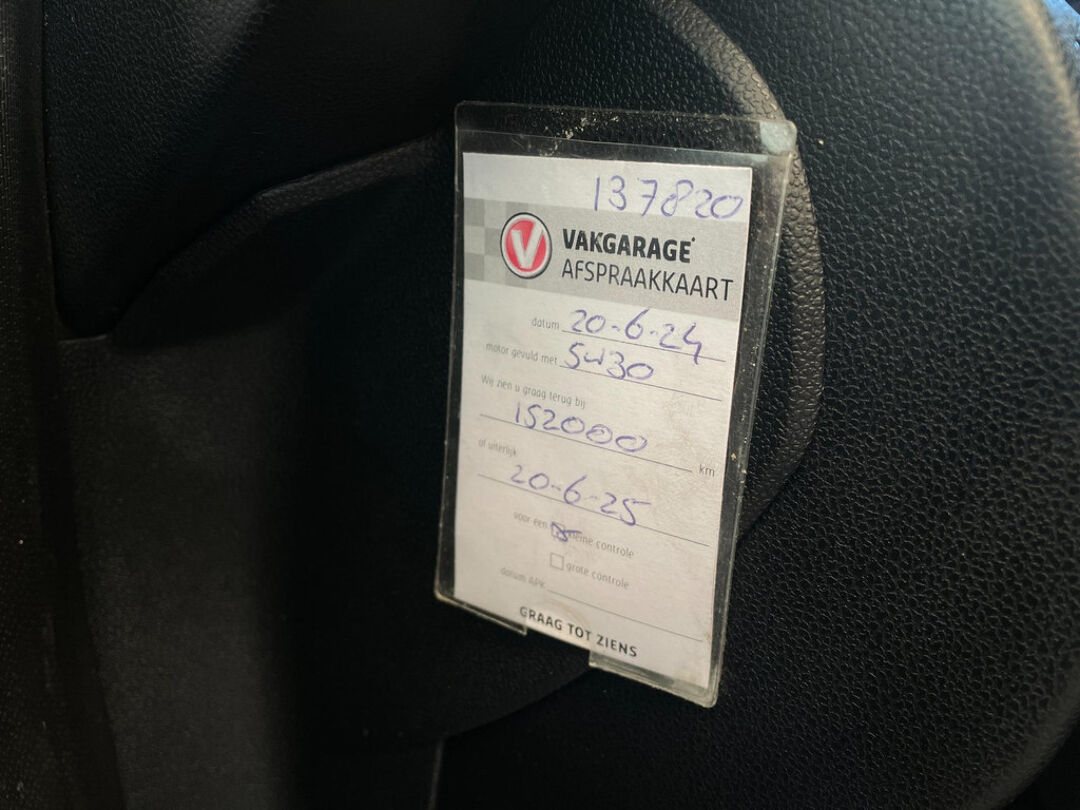 137820
V VAKGARAGE
AFSPRAAKKAART
datum 20-6-24
motor gevuld met 5w30
Wij zien u graag terug bij
152000 km
of uiterlijk
20-6-25
voor een kleine controle
grote controle
datum APK
GRAAG TOT ZIENS